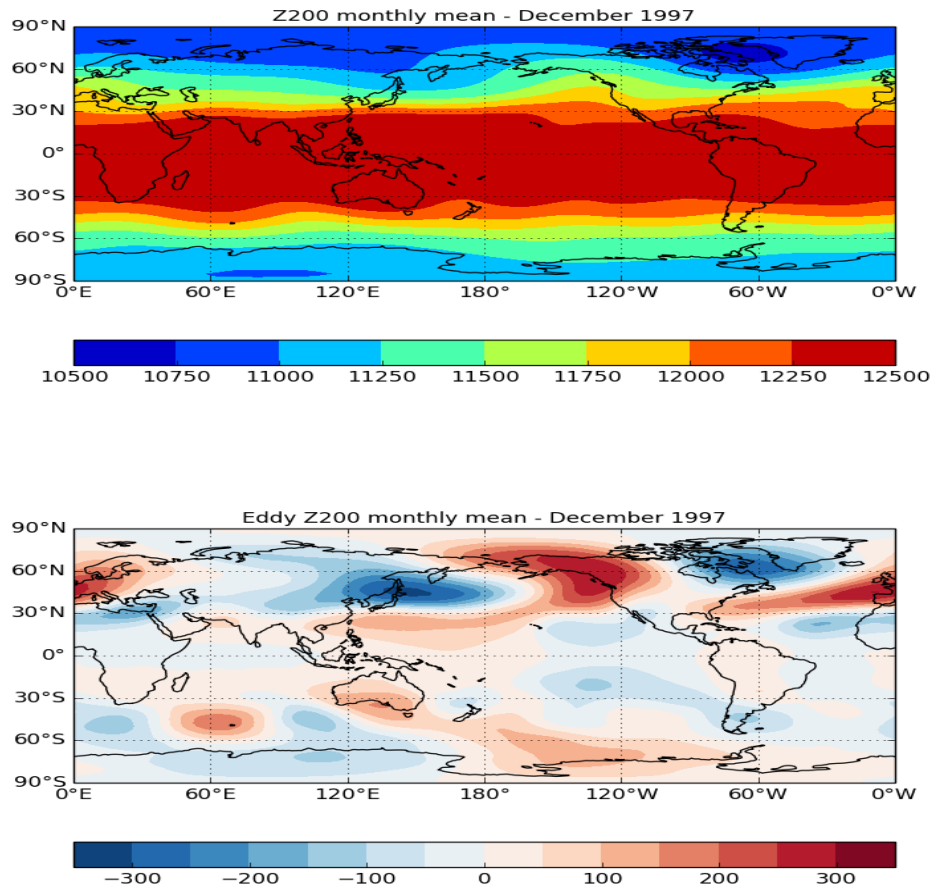 Z200 monthly mean - December 1997
90°N
60°N
30°N
0°
30°S
60°S
90°S
0°E 60°E 120°E 180° 120°W 60°W 0°W
10500 10750 11000 11250 11500 11750 12000 12250 12500
Eddy Z200 monthly mean - December 1997
90°N
60°N
30°N
0°
30°S
60°S
90°S
0°E 60°E 120°E 180° 120°W 60°W 0°W
−300 −200 −100 0 100 200 300